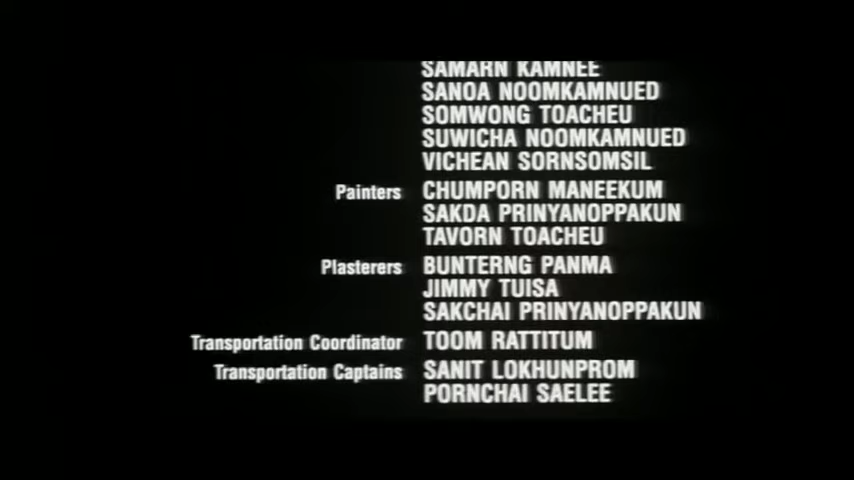 SAMARN KAMNEE
SANOA NOOMKAMNUED
SOMWONG TOACHEU
SUWICHA NOOMKAMNUED
VICHEAN SORNSOMSIL
Painters CHUMPORN MANEEKUM
SAKDA PRINYANOPPAKUN
TAVORN TOACHEU
Plasterers BUNTERNG PANMA
JIMMY TUISA
SAKCHAI PRINYANOPPAKUN
Transportation Coordinator TOOM RATTITUM
Transportation Captains SANIT LOKHUNPROM
PORNCHAI SAELEE